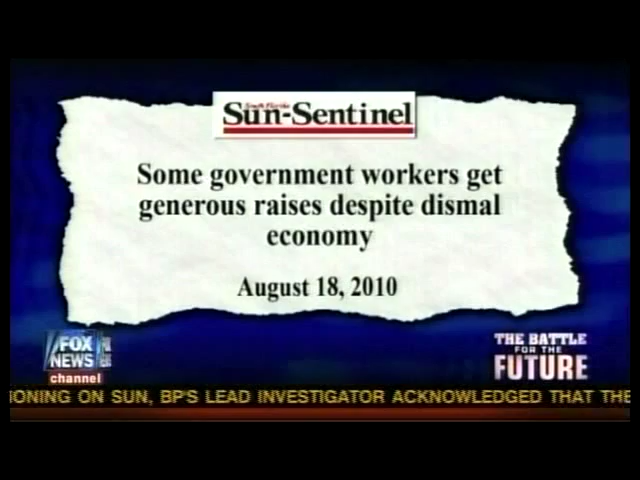 South Florida
Sun-Sentinel
Some government workers get
generous raises despite dismal
economy
August 18, 2010
FOX
NEWS
channel
THE BATTLE
FOR THE
FUTURE
IONING ON SUN, BP'S LEAD INVESTIGATOR ACKNOWLEDGED THAT THE